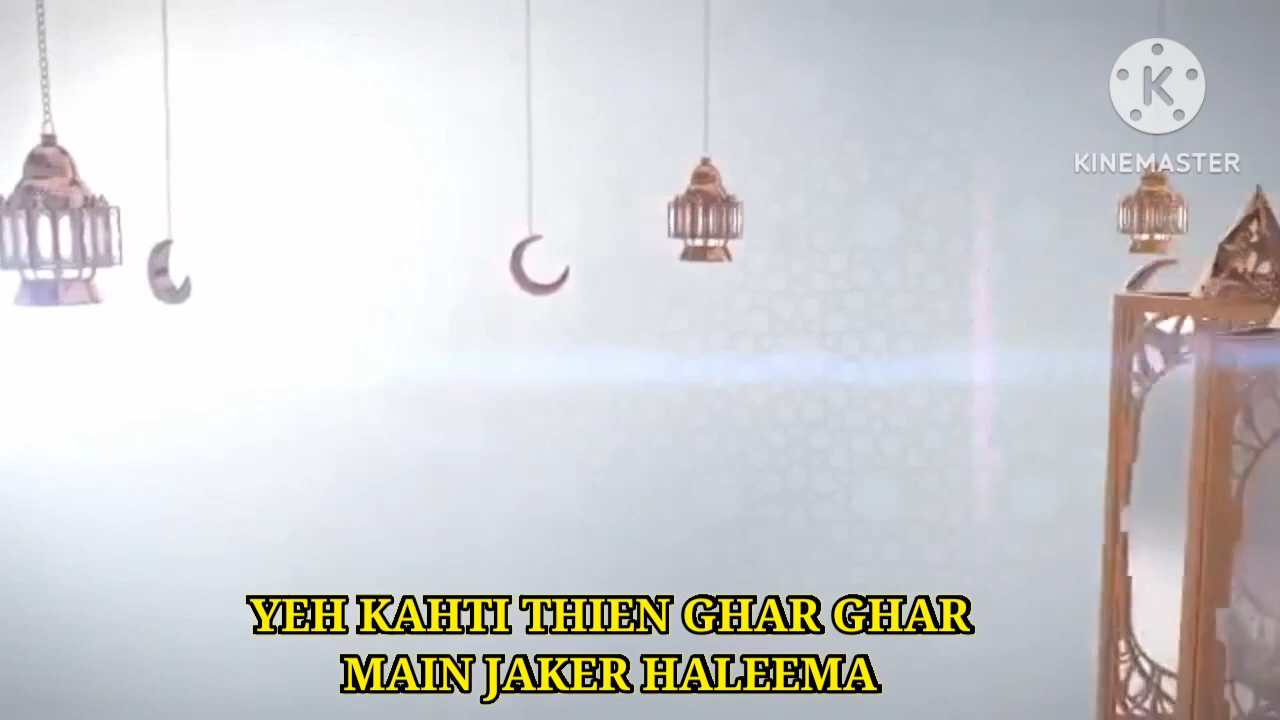 K
KINEMASTER
YEH KAHTI THIEN GHAR GHAR
MAIN JAKER HALEEMA